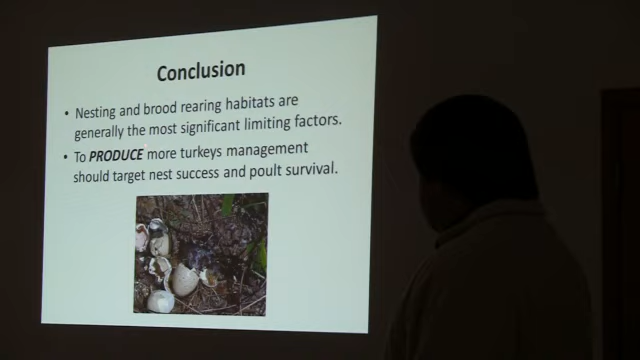 Conclusion
• Nesting and brood rearing habitats are
generally the most significant limiting factors.
• To PRODUCE more turkeys management
should target nest success and poult survival.